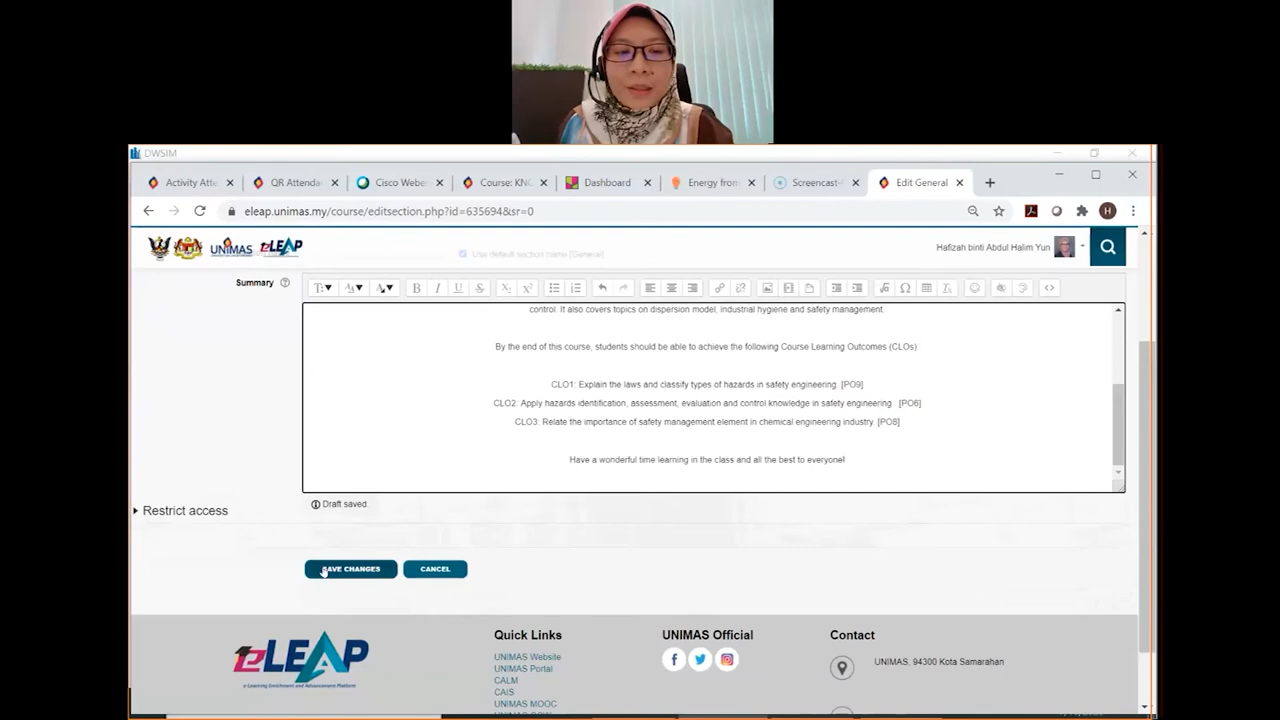 DWSIM
Activity Atte
QR Attenda
Cisco Webe
Course: KNC
Dashboard
Energy from
Screencast-
Edit General
eleap.unimas.my/course/editsection.php?id=635694&sr=0
H
UNIMAS eLEAP
Use default section name [General]
Hafizah binti Abdul Halim Yun
Summary
control. It also covers topics on dispersion model, industrial hygiene and safety management.
By the end of this course, students should be able to achieve the following Course Learning Outcomes (CLOs):
CLO1: Explain the laws and classify types of hazards in safety engineering. [PO9]
CLO2: Apply hazards identification, assessment, evaluation and control knowledge in safety engineering. [PO6]
CLO3: Relate the importance of safety management element in chemical engineering industry. [PO8]
Have a wonderful time learning in the class and all the best to everyone!
Draft saved.
Restrict access
SAVE CHANGES
CANCEL
eLEAP
e-Learning Enrichment and Advancement Platform
Quick Links
UNIMAS Website
UNIMAS Portal
CALM
CAIS
UNIMAS MOOC
UNIMAS Official
Contact
UNIMAS, 94300 Kota Samarahan